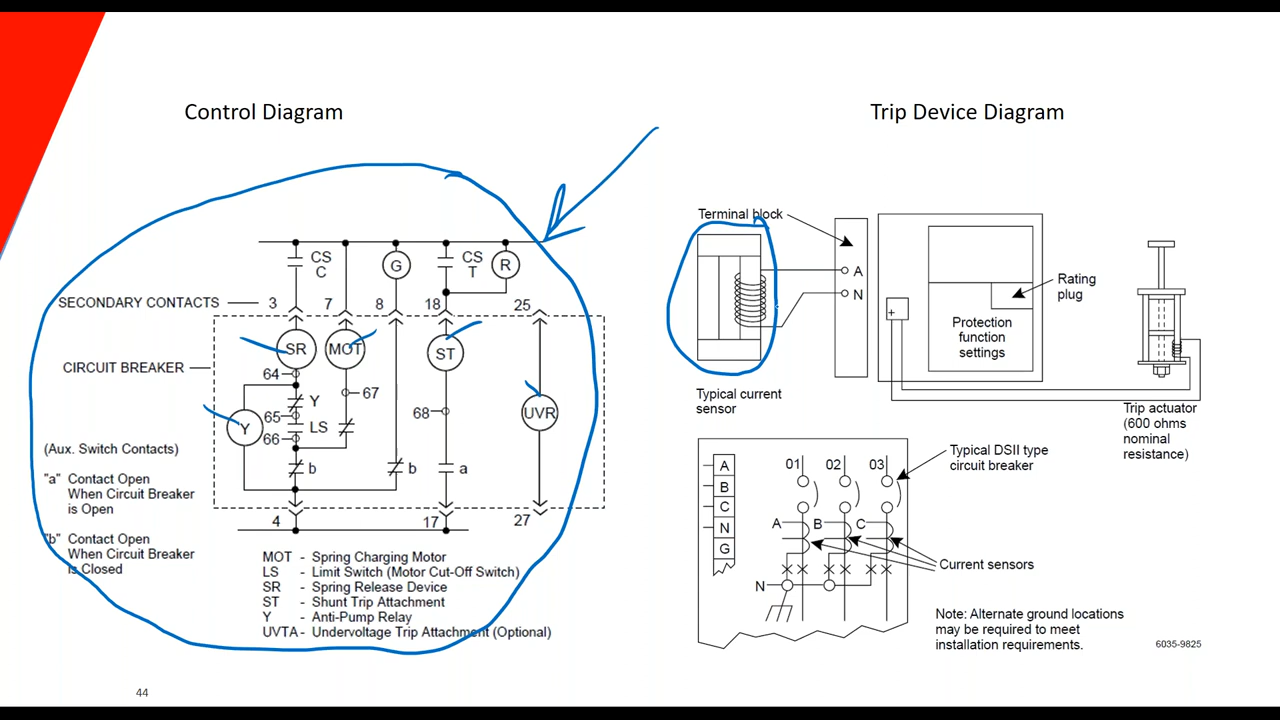 Control Diagram
Trip Device Diagram
CS
C
G
CS
T
R
SECONDARY CONTACTS
3
7
8
18
25
SR
MOT
ST
CIRCUIT BREAKER
64
67
Y
65
LS
68
UVR
Y
66
b
b
a
(Aux. Switch Contacts)
"a" Contact Open
When Circuit Breaker
is Open
"b" Contact Open
When Circuit Breaker
is Closed
4
17
27
MOT - Spring Charging Motor
LS - Limit Switch (Motor Cut-Off Switch)
SR - Spring Release Device
ST - Shunt Trip Attachment
Y - Anti-Pump Relay
UVTA - Undervoltage Trip Attachment (Optional)
Terminal block
A
N
+
Rating
plug
Protection
function
settings
Typical current
sensor
Trip actuator
(600 ohms
nominal
resistance)
A
B
C
N
G
01 02 03
Typical DSII type
circuit breaker
A B C
Current sensors
N
Note: Alternate ground locations
may be required to meet
installation requirements.
6035-9825
44